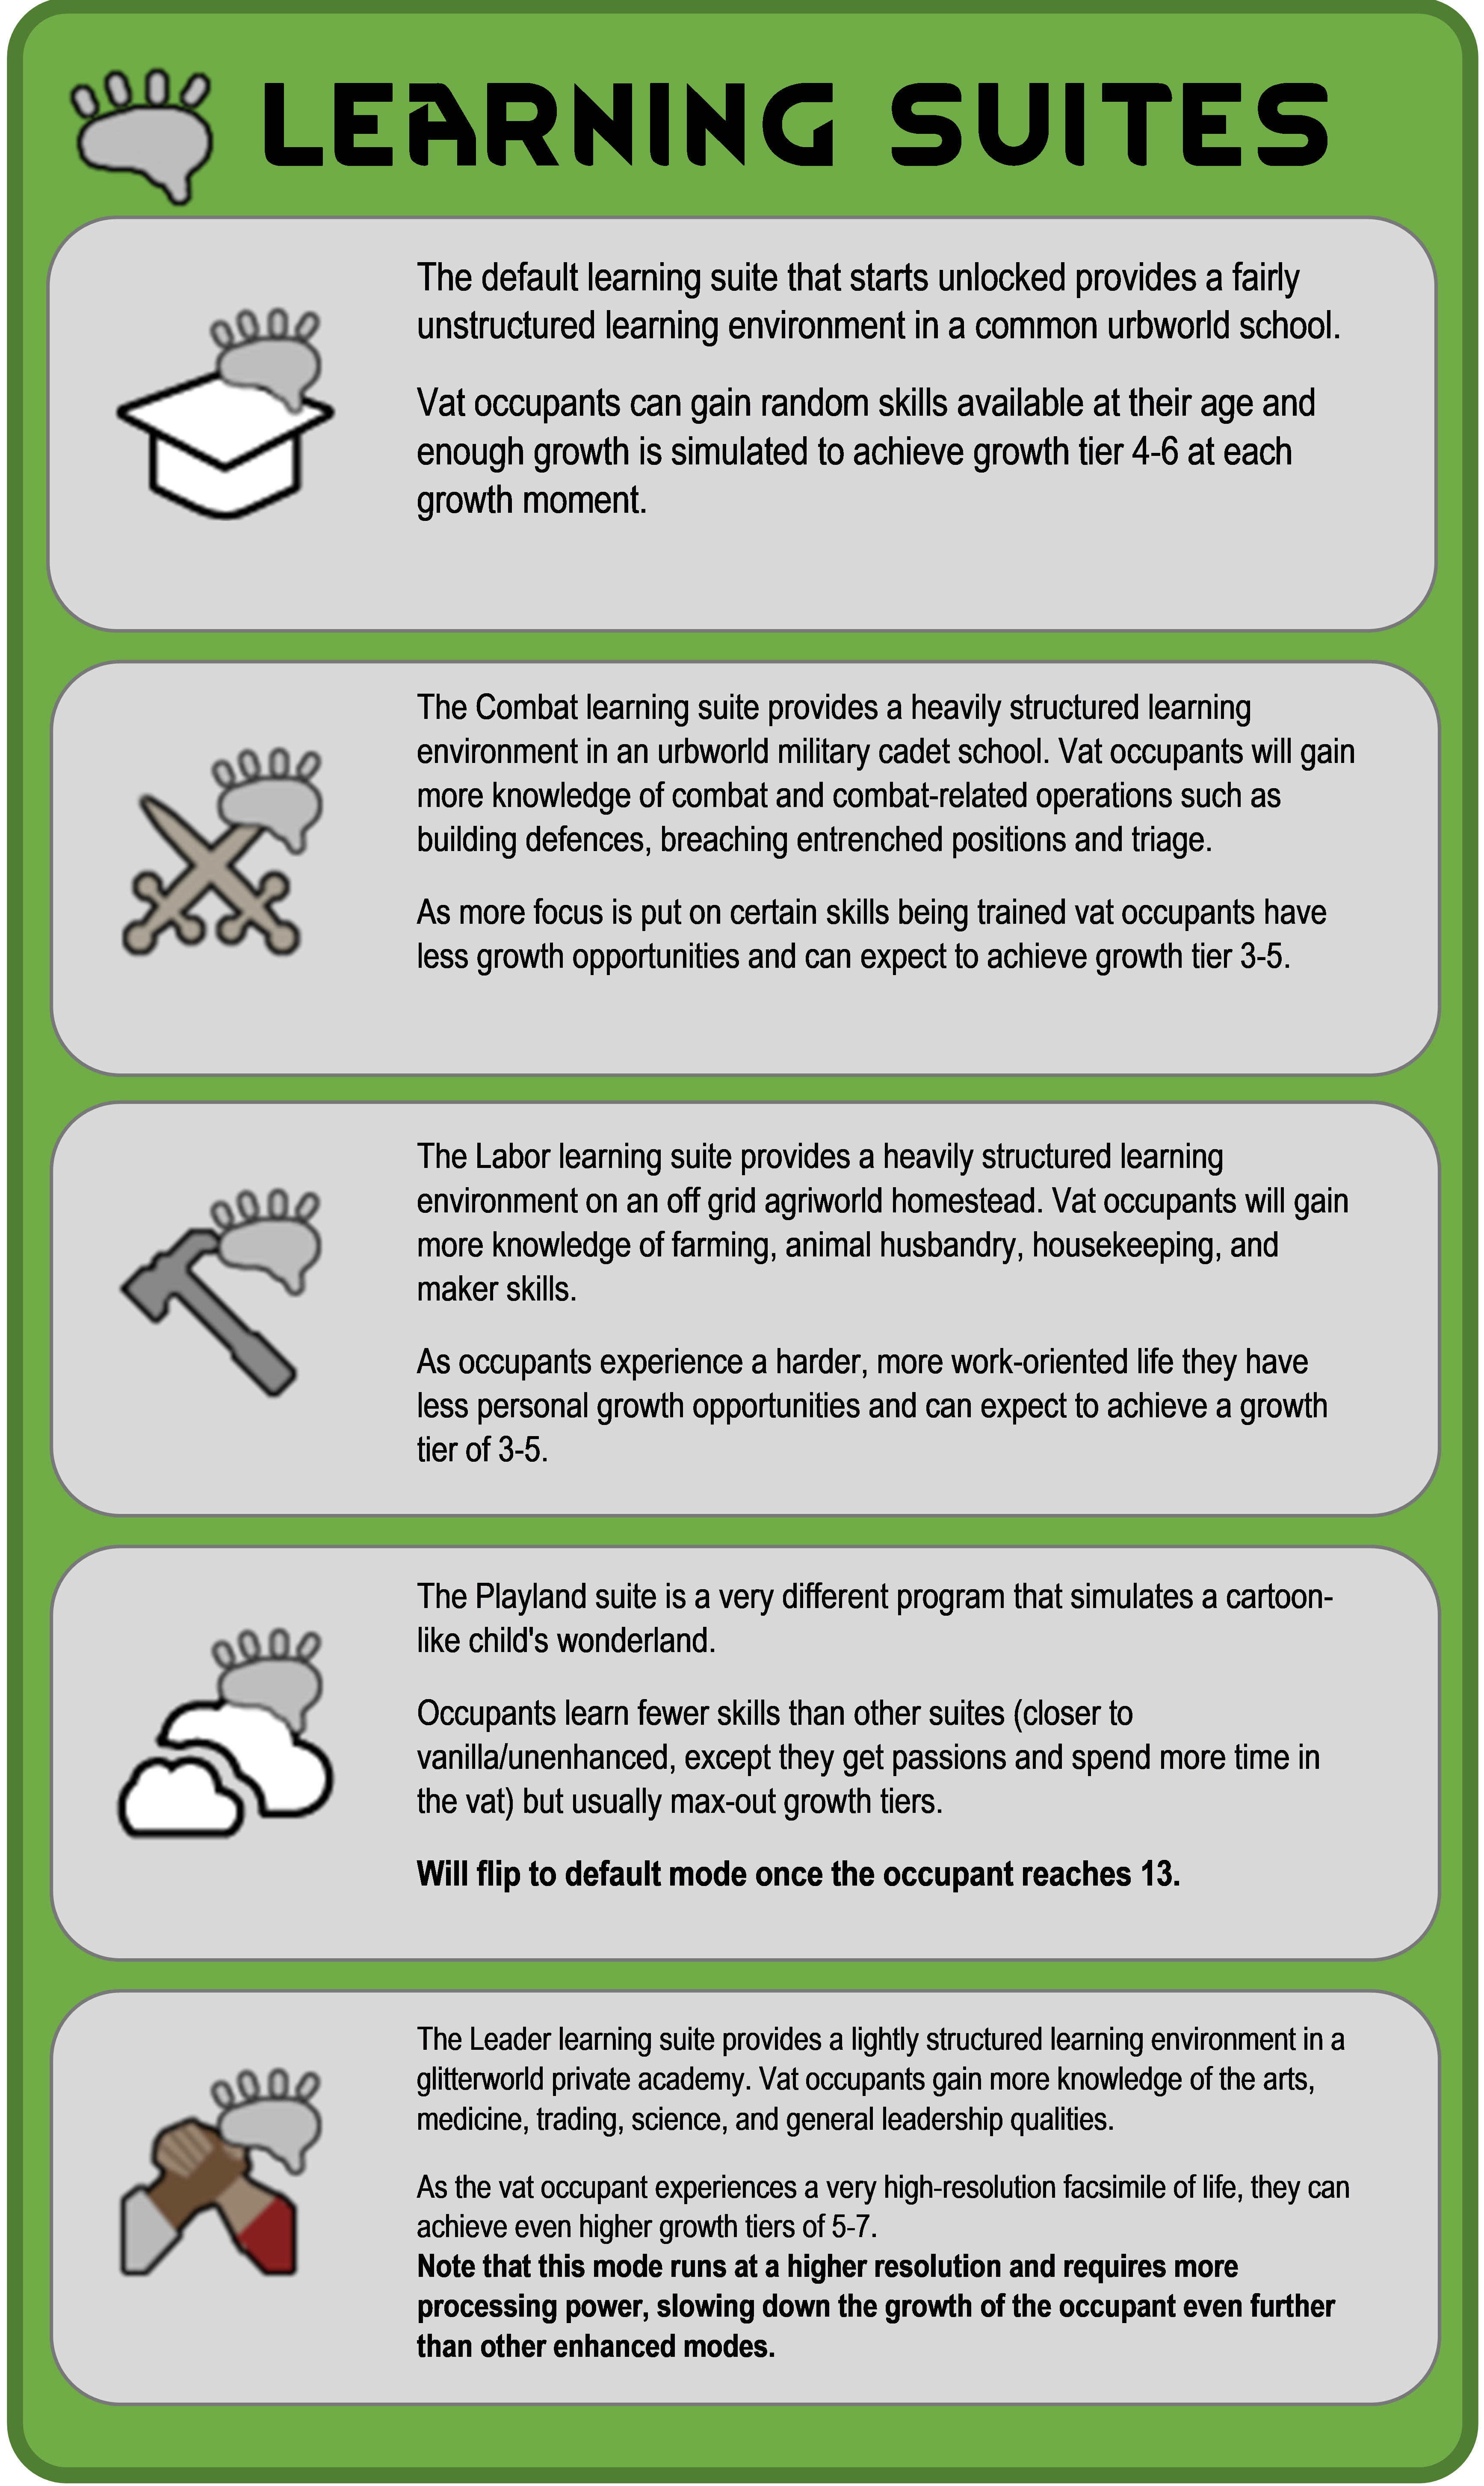 LEARNING SUITES
The default learning suite that starts unlocked provides a fairly
unstructured learning environment in a common urbworld school.
Vat occupants can gain random skills available at their age and
enough growth is simulated to achieve growth tier 4-6 at each
growth moment.
The Combat learning suite provides a heavily structured learning
environment in an urbworld military cadet school. Vat occupants will gain
more knowledge of combat and combat-related operations such as
building defences, breaching entrenched positions and triage.
As more focus is put on certain skills being trained vat occupants have
less growth opportunities and can expect to achieve growth tier 3-5.
The Labor learning suite provides a heavily structured learning
environment on an off grid agriworld homestead. Vat occupants will gain
more knowledge of farming, animal husbandry, housekeeping, and
maker skills.
As occupants experience a harder, more work-oriented life they have
less personal growth opportunities and can expect to achieve a growth
tier of 3-5.
The Playland suite is a very different program that simulates a cartoon-
like child's wonderland.
Occupants learn fewer skills than other suites (closer to
vanilla/unenhanced, except they get passions and spend more time in
the vat) but usually max-out growth tiers.
Will flip to default mode once the occupant reaches 13.
The Leader learning suite provides a lightly structured learning environment in a
glitterworld private academy. Vat occupants gain more knowledge of the arts,
medicine, trading, science, and general leadership qualities.
As the vat occupant experiences a very high-resolution facsimile of life, they can
achieve even higher growth tiers of 5-7.
Note that this mode runs at a higher resolution and requires more
processing power, slowing down the growth of the occupant even further
than other enhanced modes.